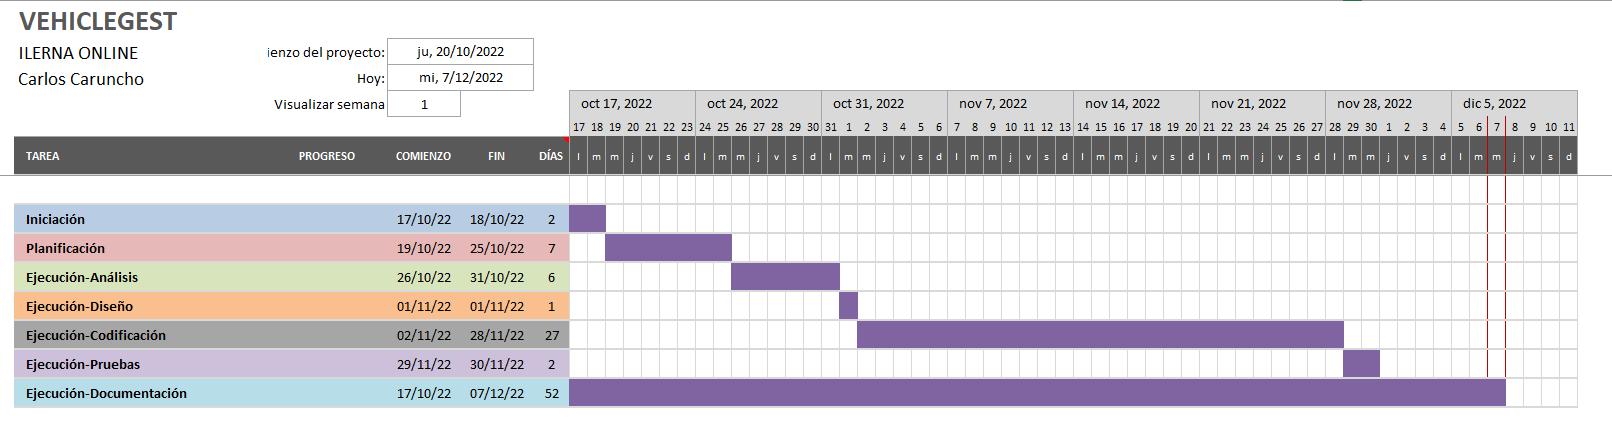 VEHICLEGEST
ILERNA ONLINE
ienzo del proyecto: ju, 20/10/2022
Carlos Caruncho
Hoy: mi, 7/12/2022
Visualizar semana 1
oct 17, 2022 oct 24, 2022 oct 31, 2022 nov 7, 2022 nov 14, 2022 nov 21, 2022 nov 28, 2022 dic 5, 2022
17 18 19 20 21 22 23 24 25 26 27 28 29 30 31 1 2 3 4 5 6 7 8 9 10 11 12 13 14 15 16 17 18 19 20 21 22 23 24 25 26 27 28 29 30 1 2 3 4 5 6 7 8 9 10 11
TAREA PROGRESO COMIENZO FIN DÍAS l m m j v s d l m m j v s d l m m j v s d l m m j v s d l m m j v s d l m m j v s d l m m j v s d l m m j v s d
Iniciación 17/10/22 18/10/22 2
Planificación 19/10/22 25/10/22 7
Ejecución-Análisis 26/10/22 31/10/22 6
Ejecución-Diseño 01/11/22 01/11/22 1
Ejecución-Codificación 02/11/22 28/11/22 27
Ejecución-Pruebas 29/11/22 30/11/22 2
Ejecución-Documentación 17/10/22 07/12/22 52